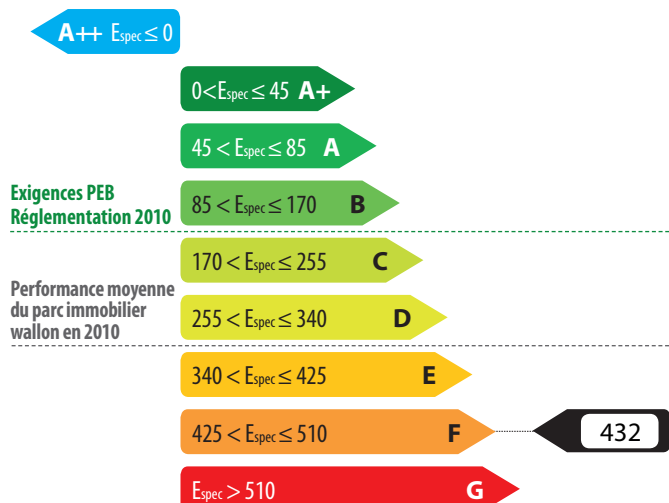 A++ Espec ≤ 0
0<Espec ≤ 45 A+
45 < Espec ≤ 85 A
Exigences PEB
Réglementation 2010
85 < Espec ≤ 170 B
170 < Espec ≤ 255 C
Performance moyenne
du parc immobilier
wallon en 2010
255 < Espec ≤ 340 D
340 < Espec ≤ 425 E
425 < Espec ≤ 510 F
432
Espec > 510 G